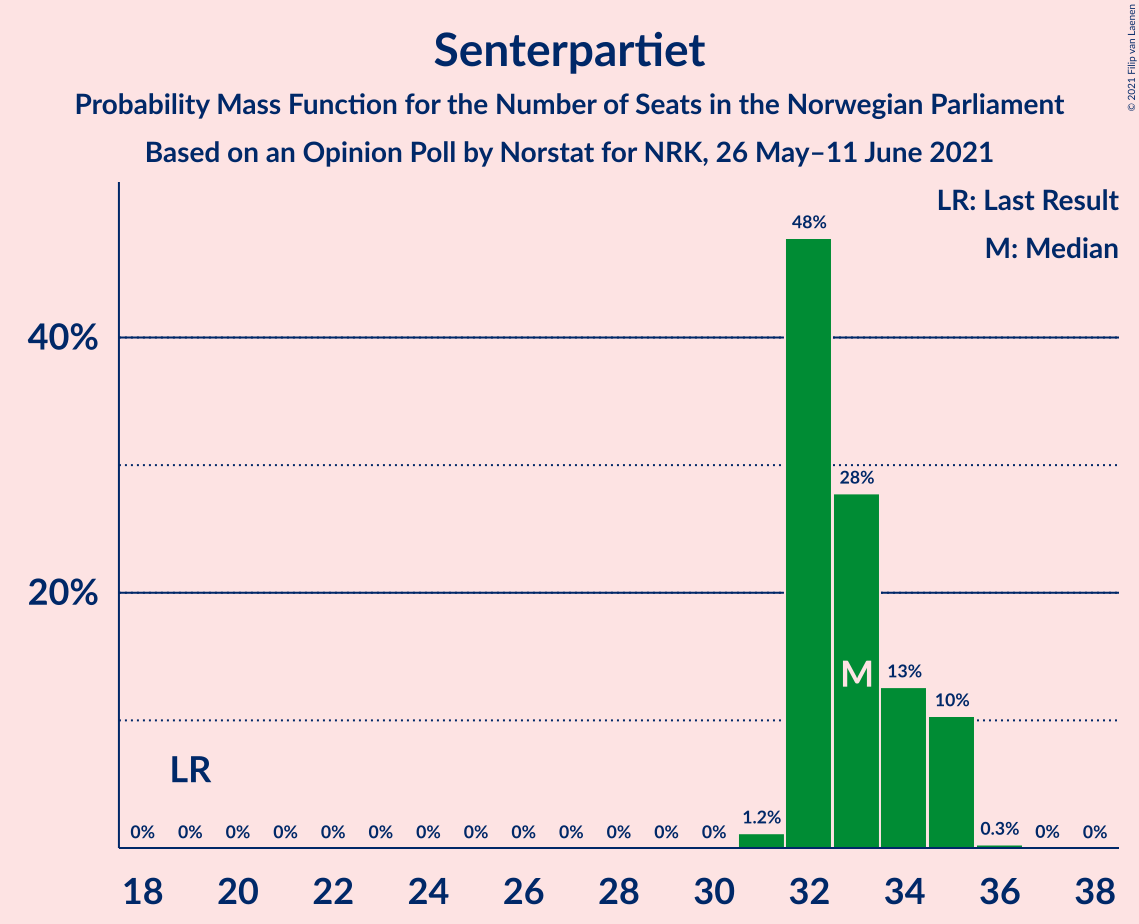 Senterpartiet
Probability Mass Function for the Number of Seats in the Norwegian Parliament
Based on an Opinion Poll by Norstat for NRK, 26 May–11 June 2021
© 2021 Filip van Laenen
LR: Last Result
M: Median
40%
20%
LR
M
0% 0% 0% 0% 0% 0% 0% 0% 0% 0% 0% 0% 0% 1.2% 48% 28% 13% 10% 0.3% 0% 0%
18 20 22 24 26 28 30 32 34 36 38